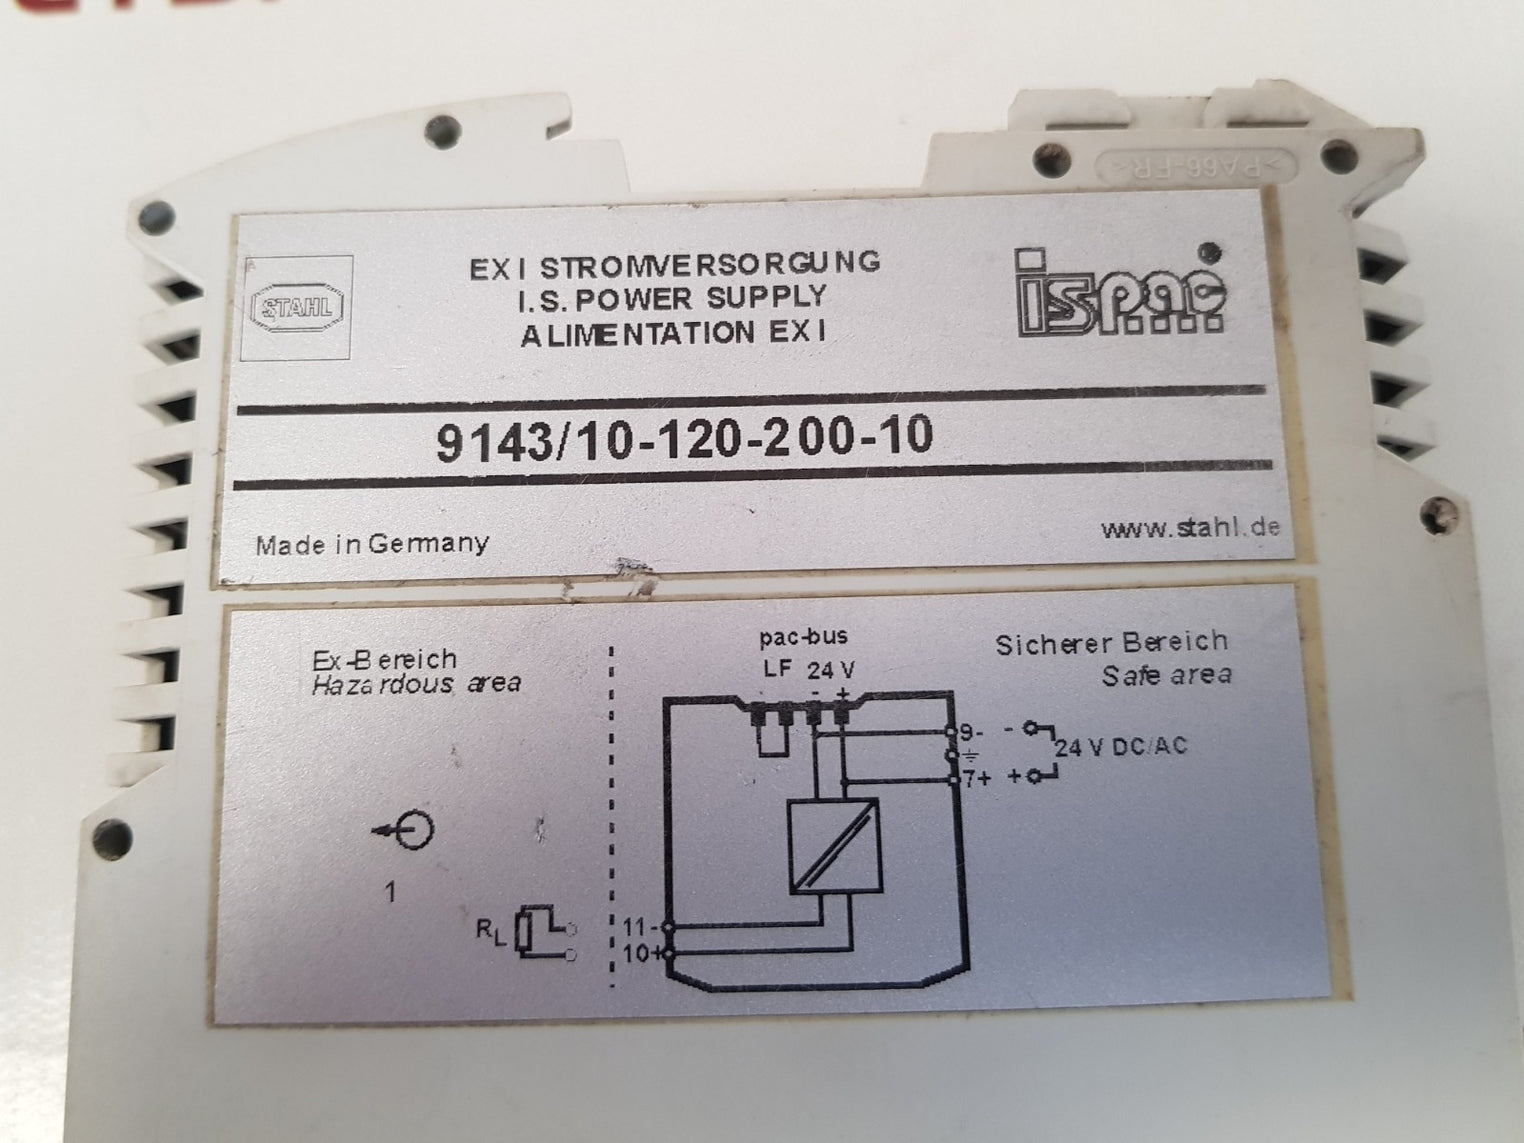 >PA66-FR<
STAHL
EX I STROMVERSORGUNG
I.S. POWER SUPPLY
ALIMENTATION EX I
ispac
9143/10-120-200-10
Made in Germany
www.stahl.de
Ex-Bereich
Hazardous area
pac-bus
LF 24 V
- +
Sicherer Bereich
Safe area
9- -
24 V DC/AC
7+ +
1
RL
11-
10+